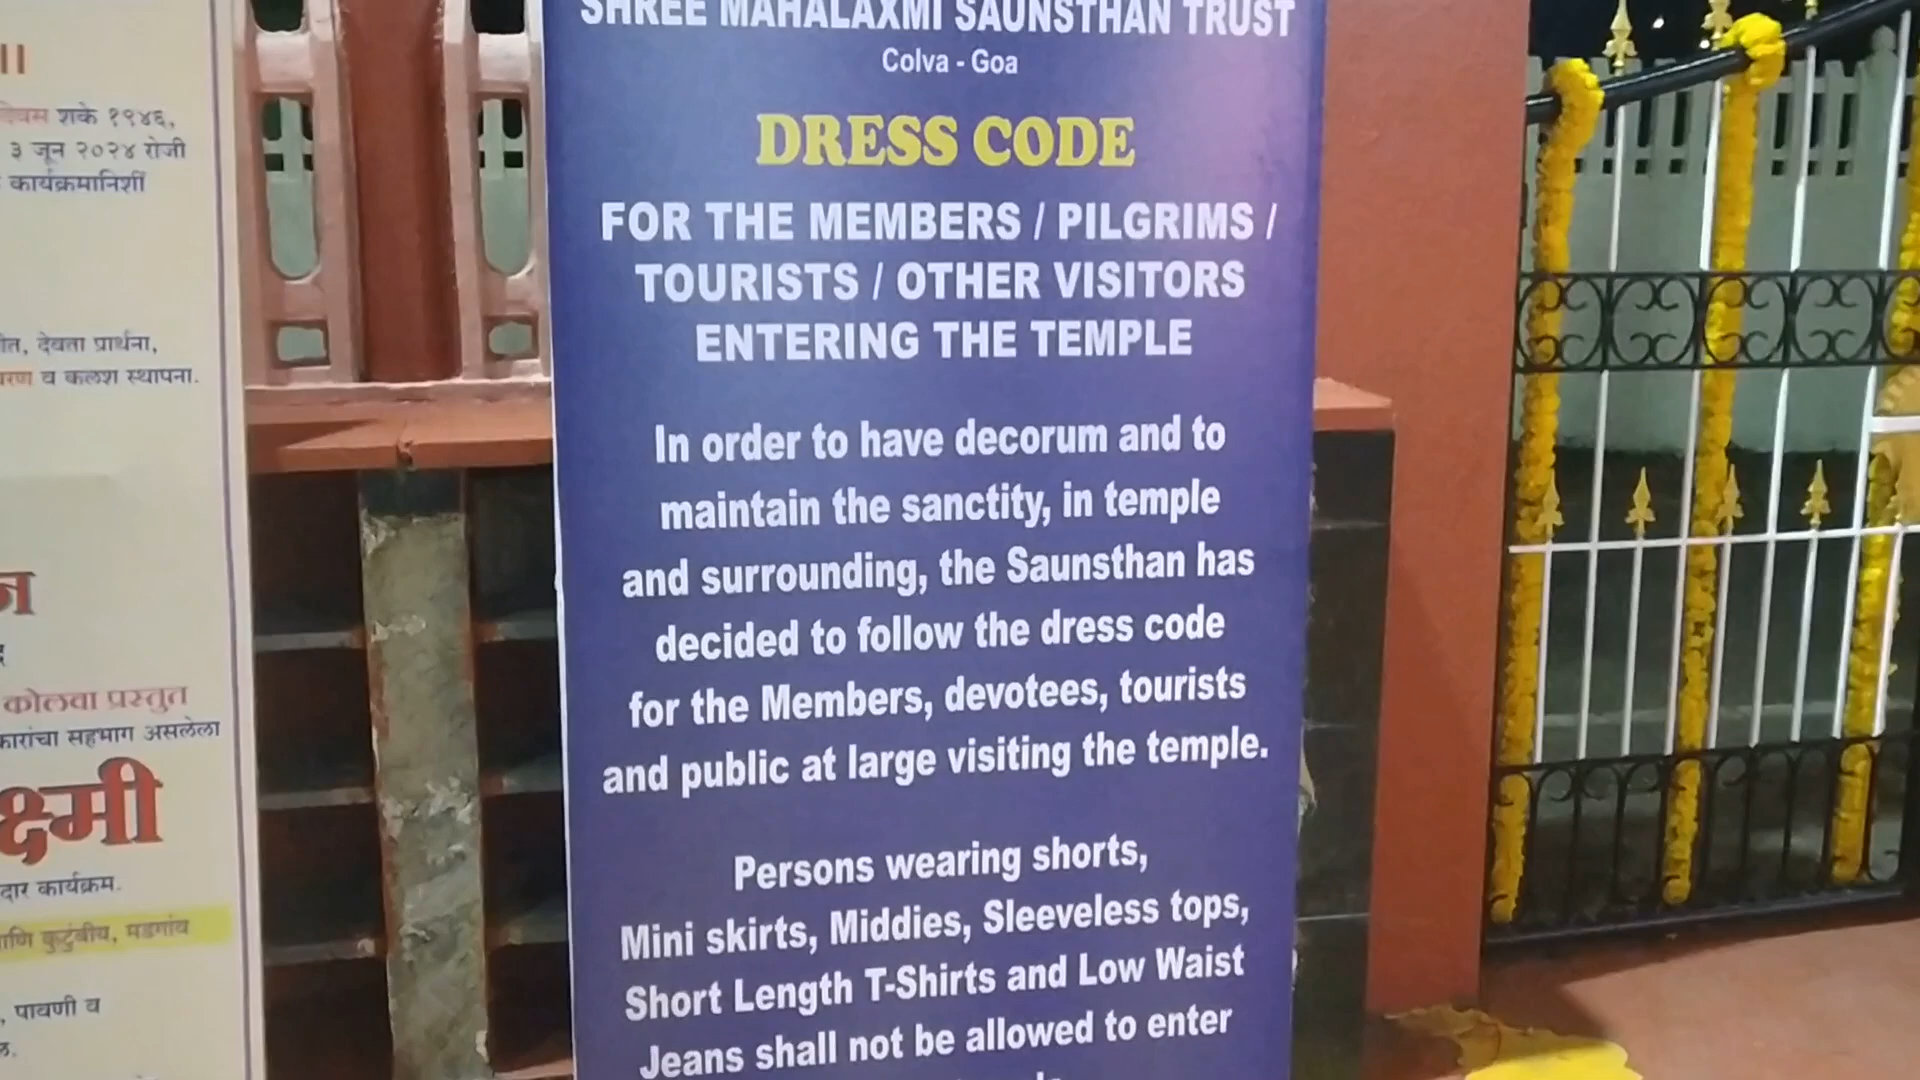 ॥
शके १९४६,
३ जून २०२४ रोजी
कार्यक्रमानिशीं
देवता प्रार्थना,
व कलश स्थापना.
कोलवा प्रस्तुत
सहभाग असलेला
कार्यक्रम.
कुटुंबीय, मडगांव
, पावणी व
SHREE MAHALAXMI SAUNSTHAN TRUST
Colva - Goa
DRESS CODE
FOR THE MEMBERS / PILGRIMS /
TOURISTS / OTHER VISITORS
ENTERING THE TEMPLE
In order to have decorum and to
maintain the sanctity, in temple
and surrounding, the Saunsthan has
decided to follow the dress code
for the Members, devotees, tourists
and public at large visiting the temple.
Persons wearing shorts,
Mini skirts, Middies, Sleeveless tops,
Short Length T-Shirts and Low Waist
Jeans shall not be allowed to enter